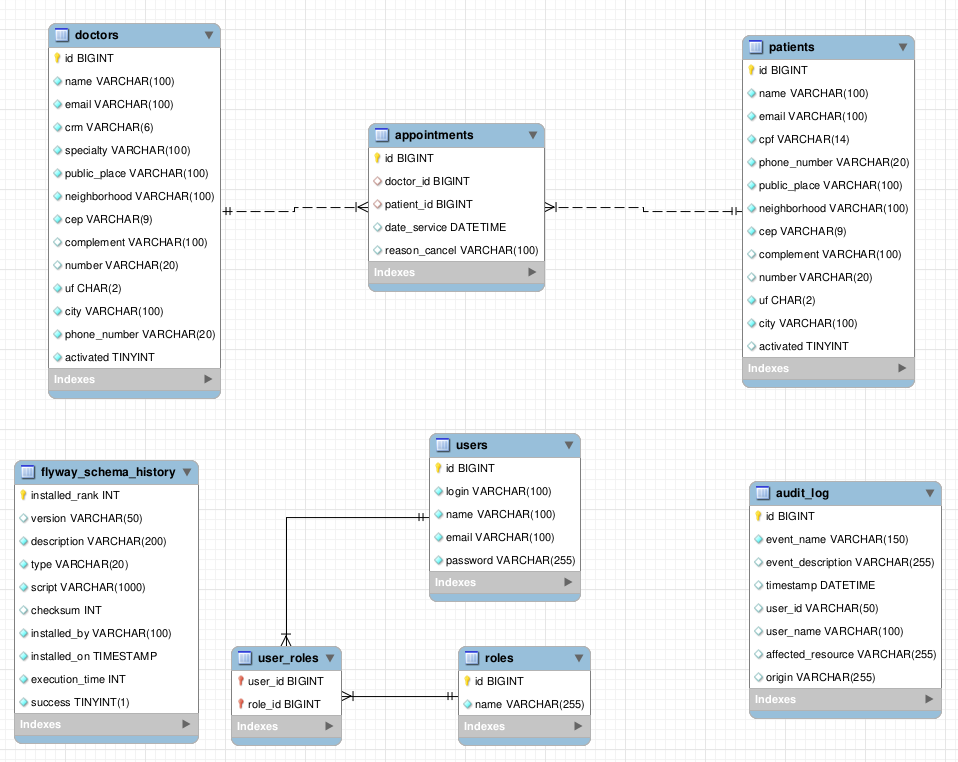 doctors
id BIGINT
name VARCHAR(100)
email VARCHAR(100)
crm VARCHAR(6)
specialty VARCHAR(100)
public_place VARCHAR(100)
neighborhood VARCHAR(100)
cep VARCHAR(9)
complement VARCHAR(100)
number VARCHAR(20)
uf CHAR(2)
city VARCHAR(100)
phone_number VARCHAR(20)
activated TINYINT
Indexes
appointments
id BIGINT
doctor_id BIGINT
patient_id BIGINT
date_service DATETIME
reason_cancel VARCHAR(100)
Indexes
patients
id BIGINT
name VARCHAR(100)
email VARCHAR(100)
cpf VARCHAR(14)
phone_number VARCHAR(20)
public_place VARCHAR(100)
neighborhood VARCHAR(100)
cep VARCHAR(9)
complement VARCHAR(100)
number VARCHAR(20)
uf CHAR(2)
city VARCHAR(100)
activated TINYINT
Indexes
flyway_schema_history
installed_rank INT
version VARCHAR(50)
description VARCHAR(200)
type VARCHAR(20)
script VARCHAR(1000)
checksum INT
installed_by VARCHAR(100)
installed_on TIMESTAMP
execution_time INT
success TINYINT(1)
Indexes
users
id BIGINT
login VARCHAR(100)
name VARCHAR(100)
email VARCHAR(100)
password VARCHAR(255)
Indexes
user_roles
user_id BIGINT
role_id BIGINT
Indexes
roles
id BIGINT
name VARCHAR(255)
Indexes
audit_log
id BIGINT
event_name VARCHAR(150)
event_description VARCHAR(255)
timestamp DATETIME
user_id VARCHAR(50)
user_name VARCHAR(100)
affected_resource VARCHAR(255)
origin VARCHAR(255)
Indexes